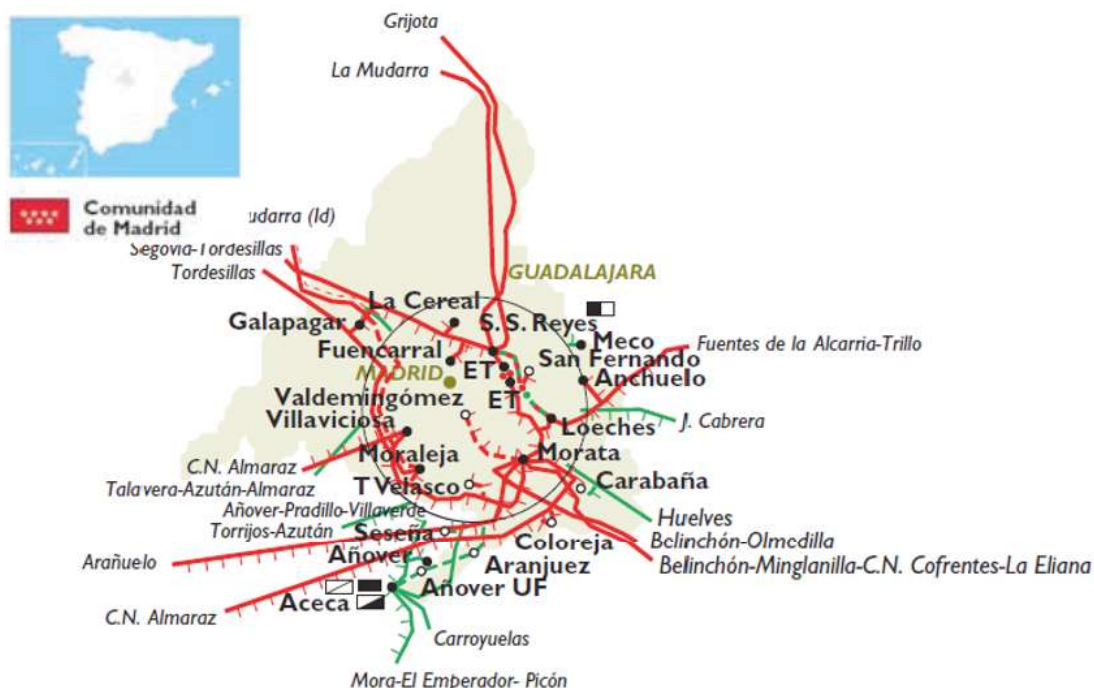 Grijota
La Mudarra
Comunidad
de Madrid
udarra (Id)
Segovia-Tordesillas
Tordesillas
GUADALAJARA
La Cereal
Galapagar
S.S. Reyes
Meco
Fuentes de la Alcarria-Trillo
Fuencarral
San Fernando
MADRID
ET
Anchuelo
Valdemingómez
ET
Villaviciosa
Loeches
J. Cabrera
Moraleja
Morata
C.N. Almaraz
Talavera-Azután-Almaraz
T Velasco
Carabaña
Añover-Pradillo-Villaverde
Huelves
Torrijos-Azután
Seseña
Coloreja
Belinchón-Olmedilla
Arañuelo
Añover
Aranjuez
Belinchón-Minglanilla-C.N. Cofrentes-La Eliana
Añover UF
C.N. Almaraz
Aceca
Carroyuelas
Mora-El Emperador- Picón